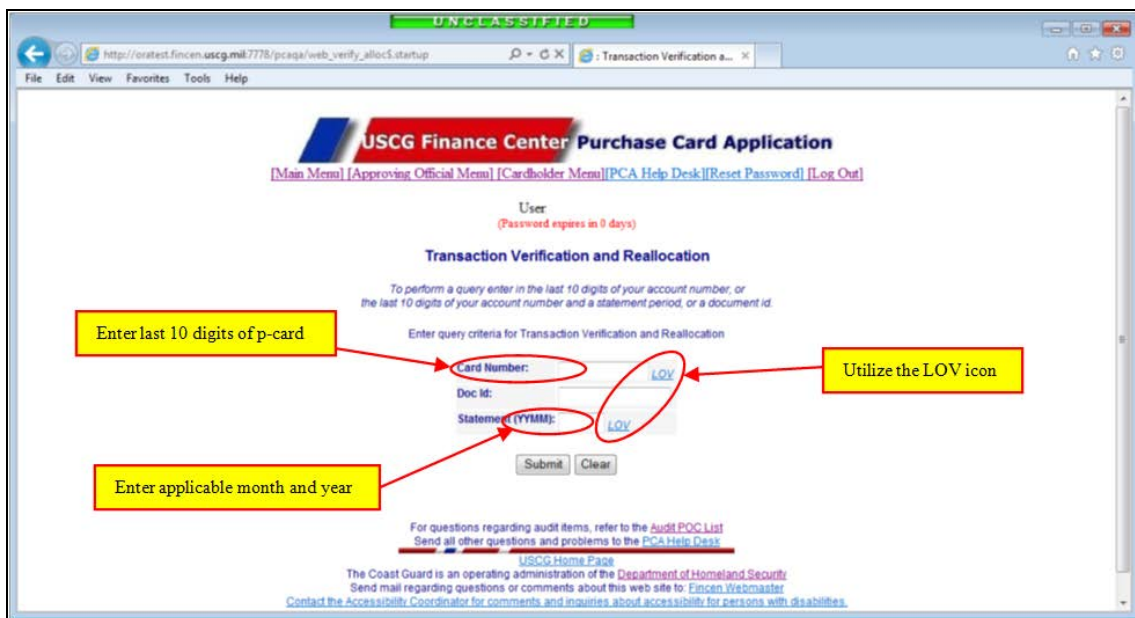 UNCLASSIFIED
http://oratest.fincen.uscg.mil:7778/pcaqa/web_verify_alloc$.startup
: Transaction Verification a...
File Edit View Favorites Tools Help
USCG Finance Center Purchase Card Application
[Main Menu] [Approving Official Menu] [Cardholder Menu][PCA Help Desk][Reset Password] [Log Out]
User
(Password expires in 0 days)
Transaction Verification and Reallocation
To perform a query enter in the last 10 digits of your account number, or
the last 10 digits of your account number and a statement period, or a document id.
Enter last 10 digits of p-card
Enter query criteria for Transaction Verification and Reallocation
Card Number: LOV
Utilize the LOV icon
Doc Id:
Statement (YYMM): LOV
Submit Clear
Enter applicable month and year
For questions regarding audit items, refer to the Audit POC List
Send all other questions and problems to the PCA Help Desk
USCG Home Page
The Coast Guard is an operating administration of the Department of Homeland Security
Send mail regarding questions or comments about this web site to: Fincen Webmaster
Contact the Accessibility Coordinator for comments and inquiries about accessibility for persons with disabilities.